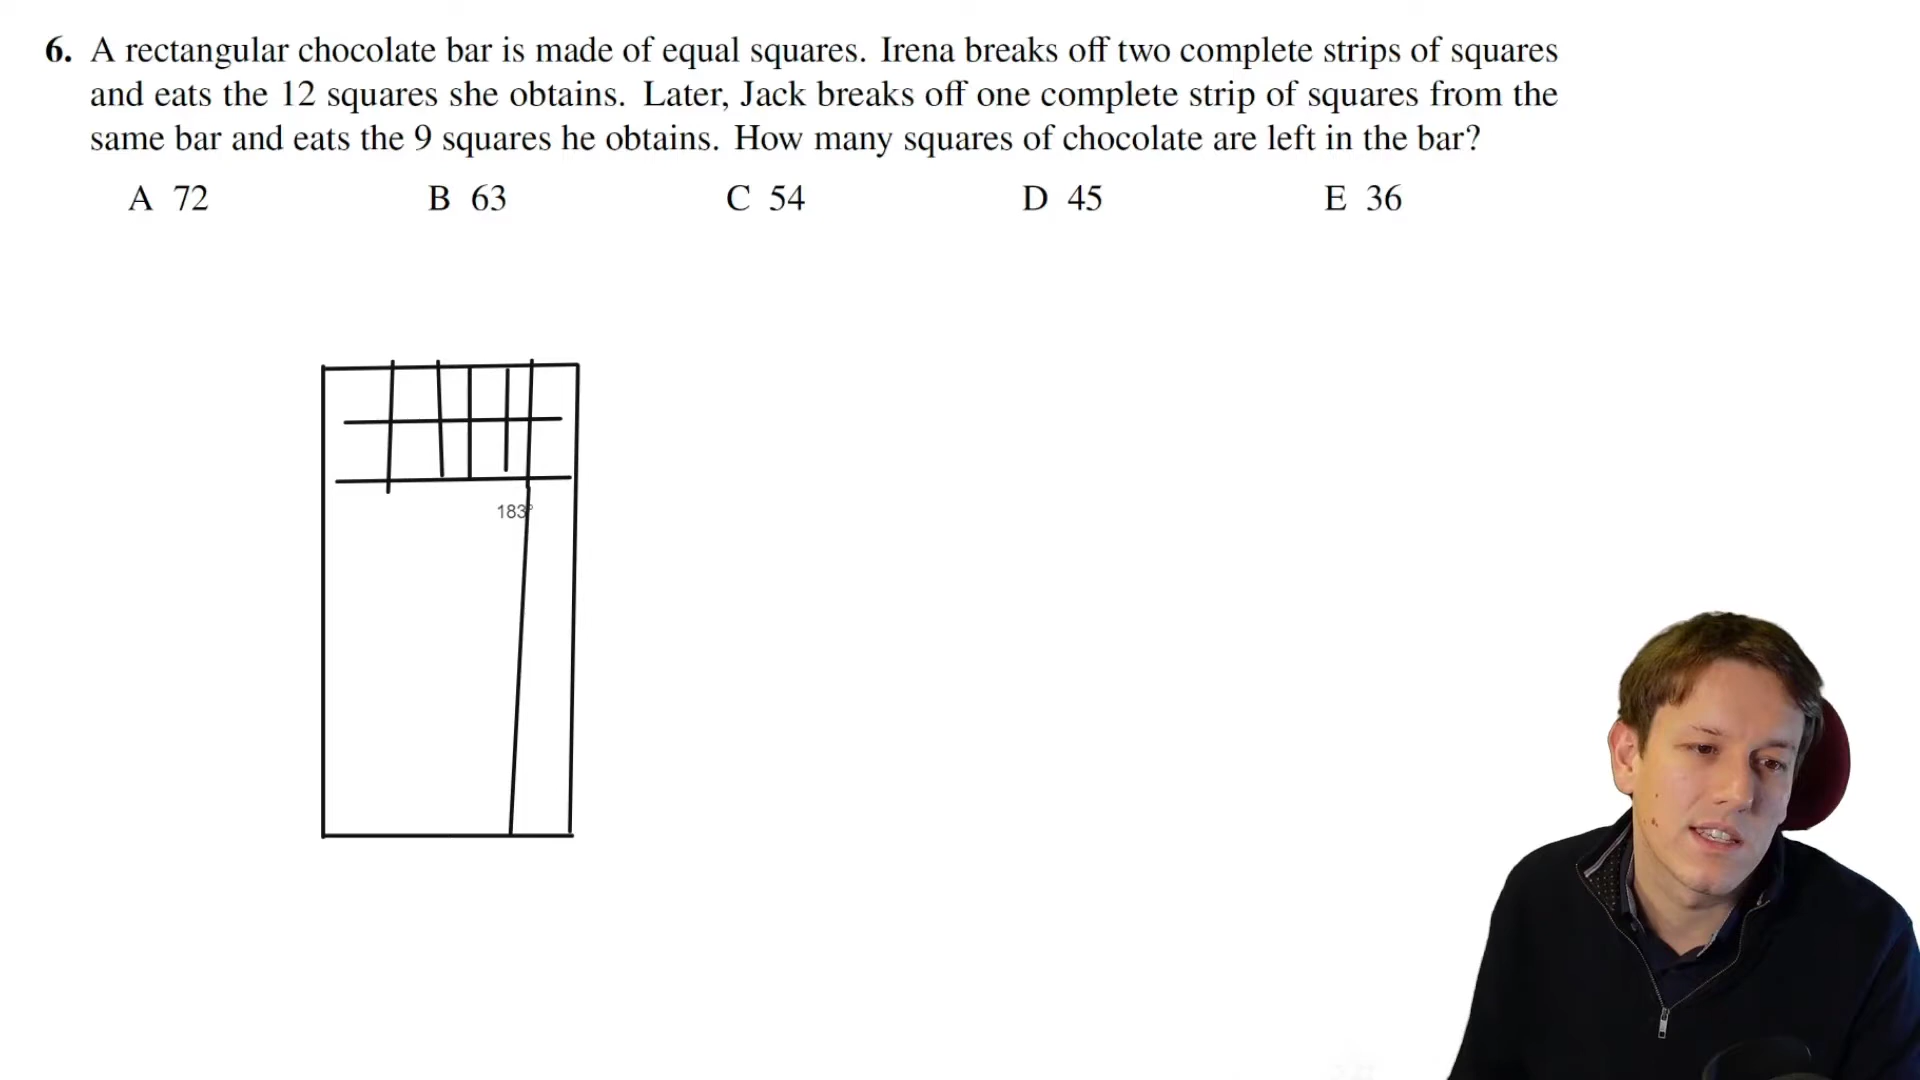 6. A rectangular chocolate bar is made of equal squares. Irena breaks off two complete strips of squares
and eats the 12 squares she obtains. Later, Jack breaks off one complete strip of squares from the
same bar and eats the 9 squares he obtains. How many squares of chocolate are left in the bar?
A 72 B 63 C 54 D 45 E 36
183°